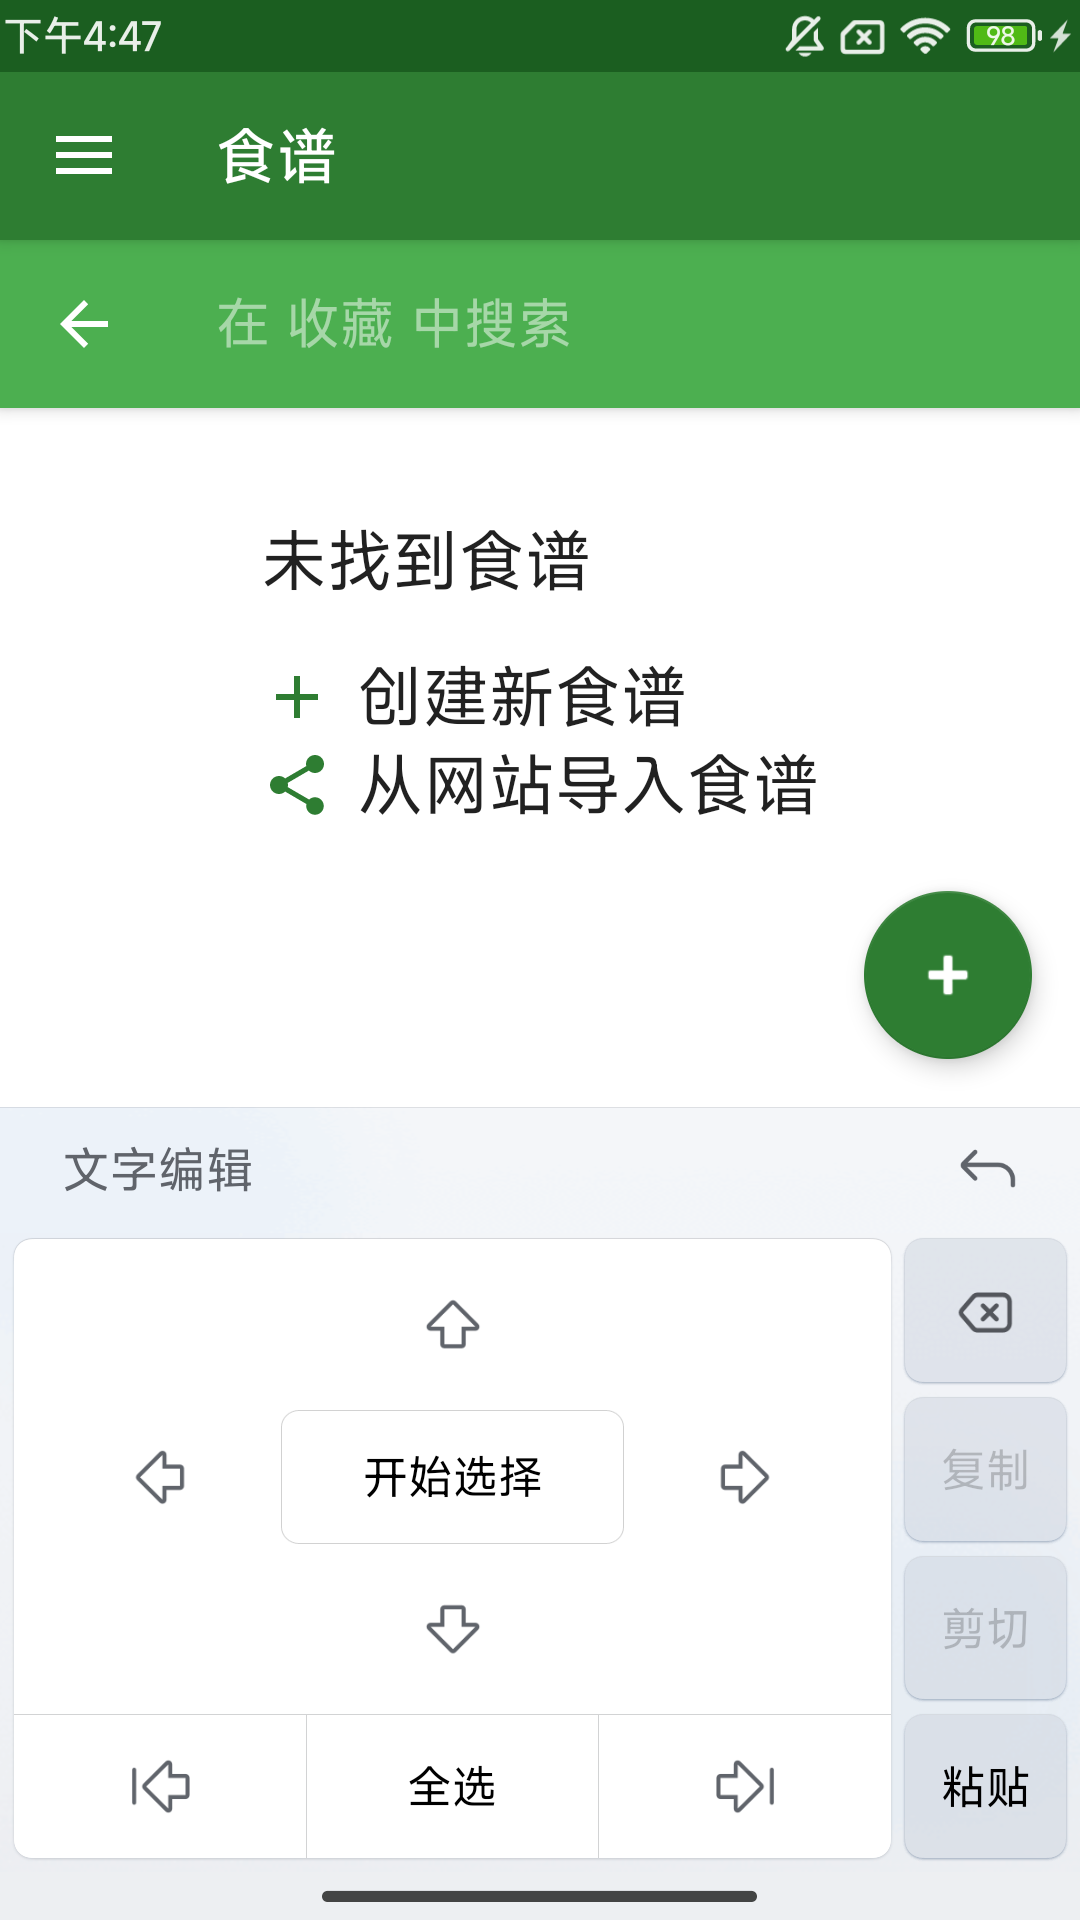 下午4:47
98
食谱
在 收藏 中搜索
未找到食谱
创建新食谱
从网站导入食谱
文字编辑
开始选择
复制
剪切
全选
粘贴